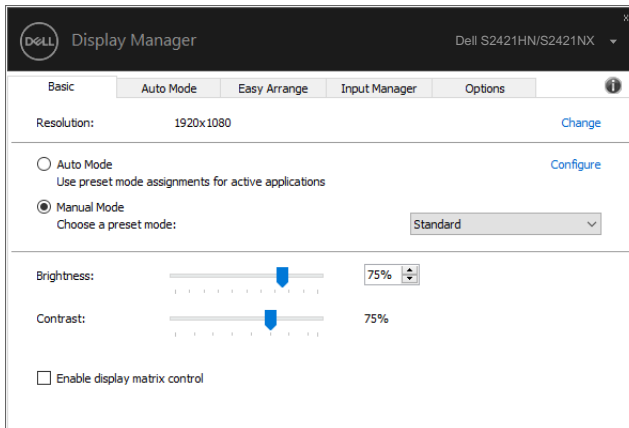 DELL Display Manager Dell S2421HN/S2421NX
Basic Auto Mode Easy Arrange Input Manager Options
Resolution: 1920x1080 Change
Auto Mode Configure
Use preset mode assignments for active applications
Manual Mode
Choose a preset mode: Standard
Brightness: 75%
Contrast: 75%
Enable display matrix control